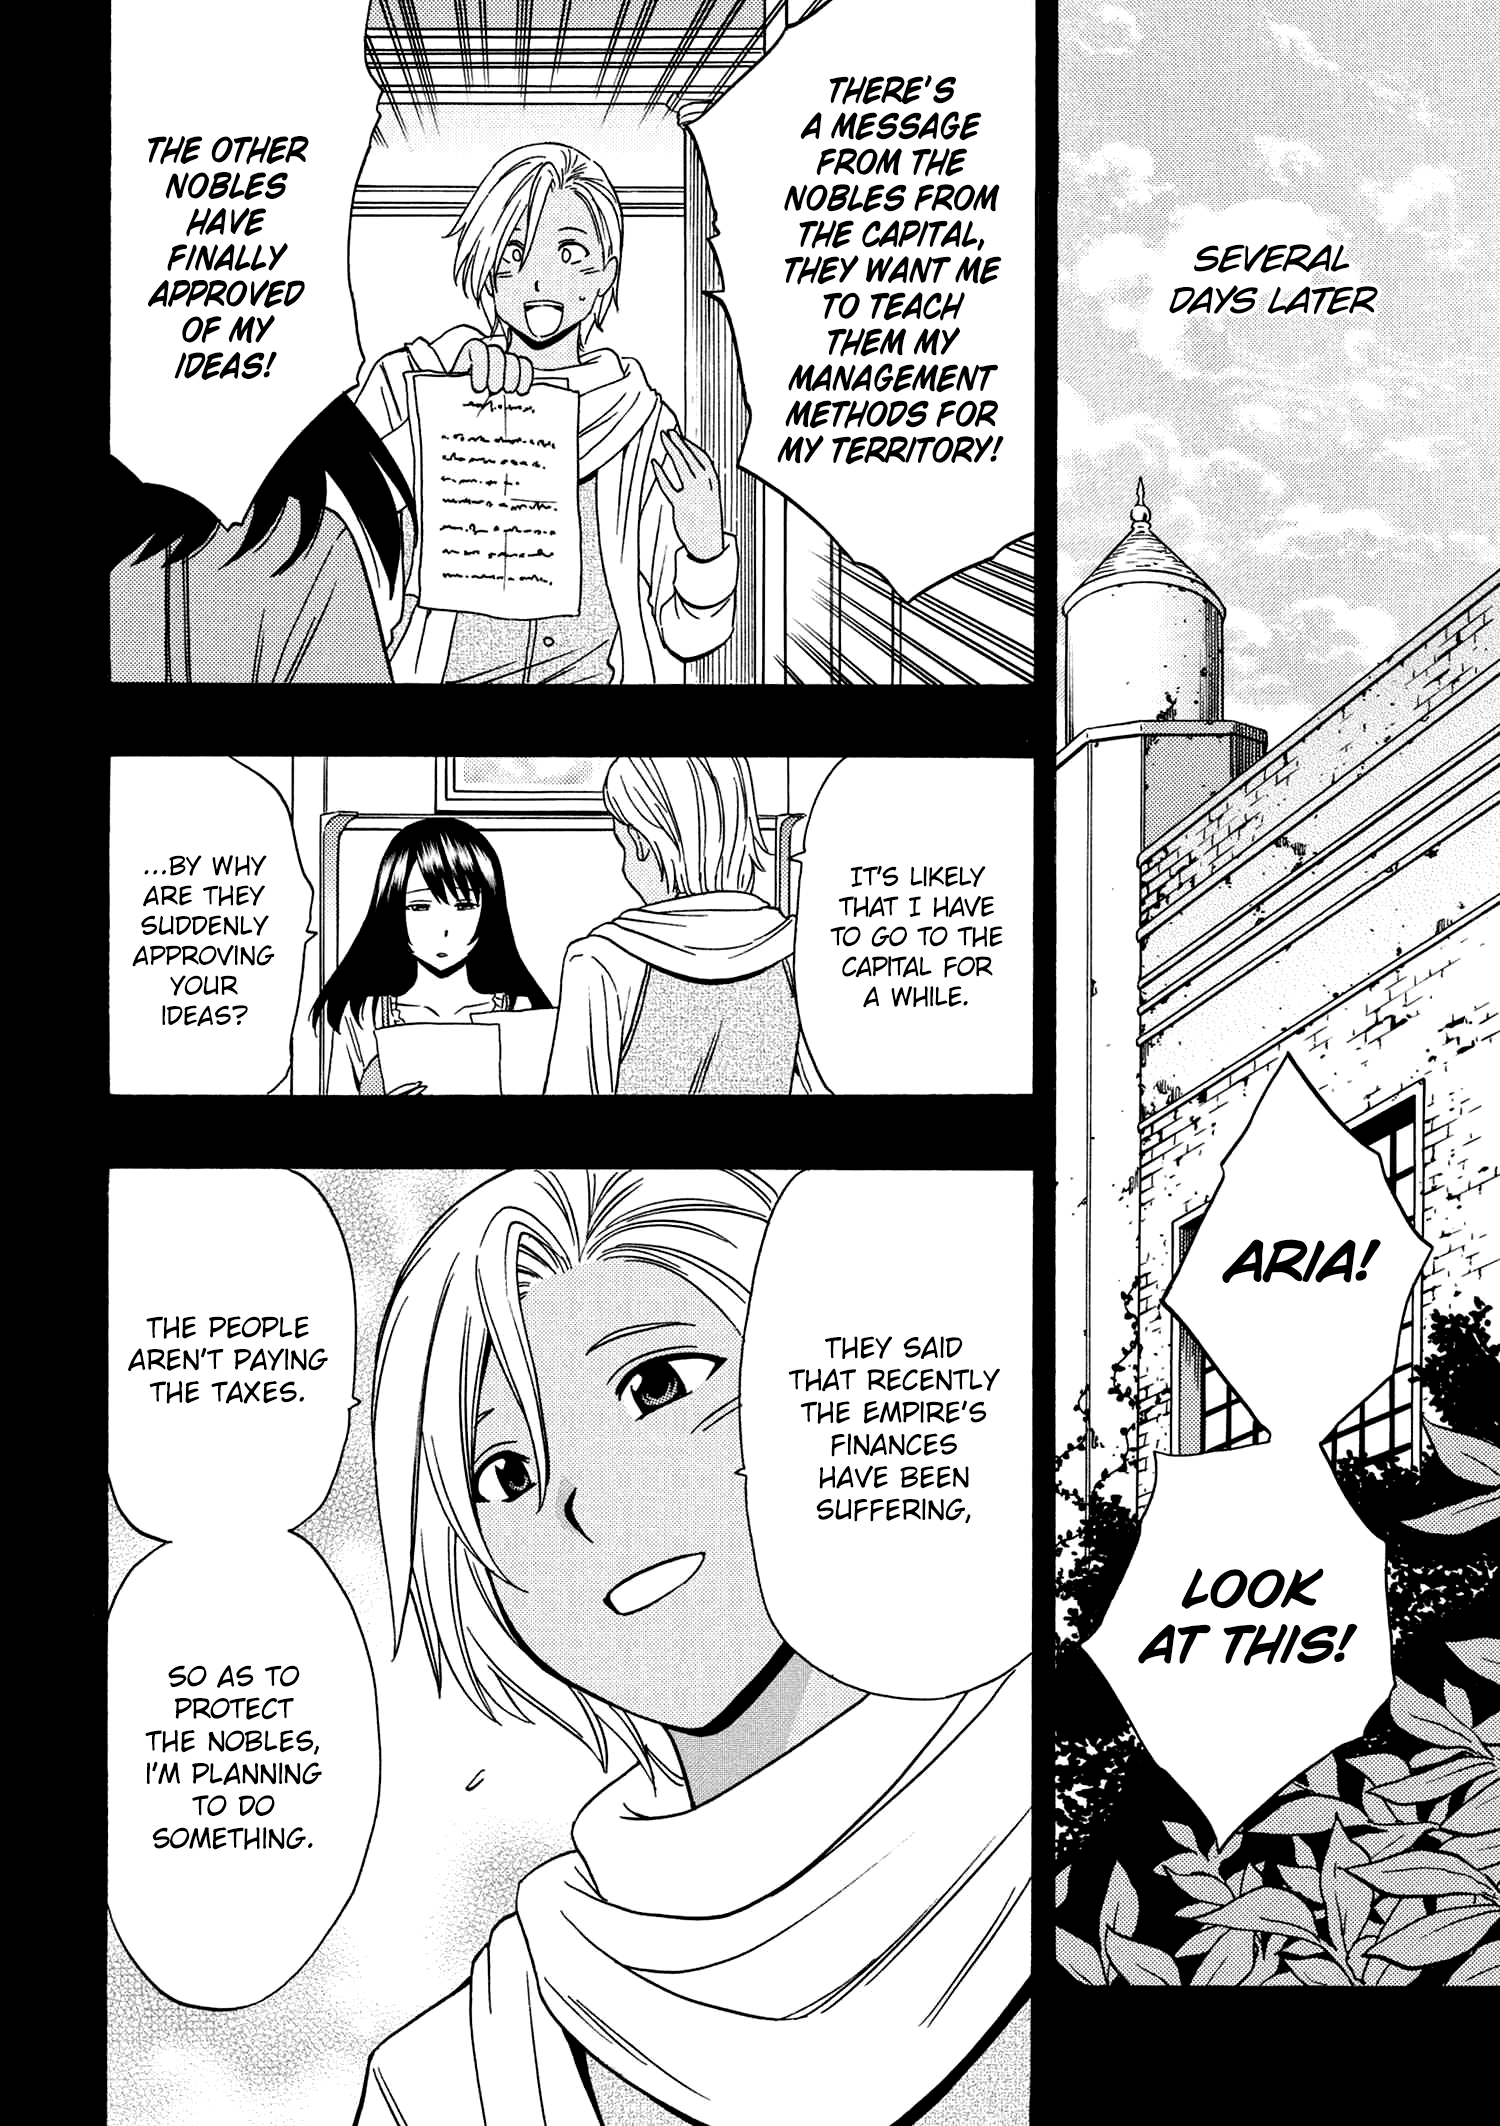 SEVERAL
DAYS LATER
ARIA!
LOOK
AT THIS!
THERE'S
A MESSAGE
FROM THE
NOBLES FROM
THE CAPITAL,
THEY WANT ME
TO TEACH
THEM MY
MANAGEMENT
METHODS FOR
MY TERRITORY!
THE OTHER
NOBLES
HAVE
FINALLY
APPROVED
OF MY
IDEAS!
IT'S LIKELY
THAT I HAVE
TO GO TO THE
CAPITAL FOR
A WHILE.
...BY WHY
ARE THEY
SUDDENLY
APPROVING
YOUR
IDEAS?
THEY SAID
THAT RECENTLY
THE EMPIRE'S
FINANCES
HAVE BEEN
SUFFERING,
THE PEOPLE
AREN'T PAYING
THE TAXES.
SO AS TO
PROTECT
THE NOBLES,
I'M PLANNING
TO DO
SOMETHING.